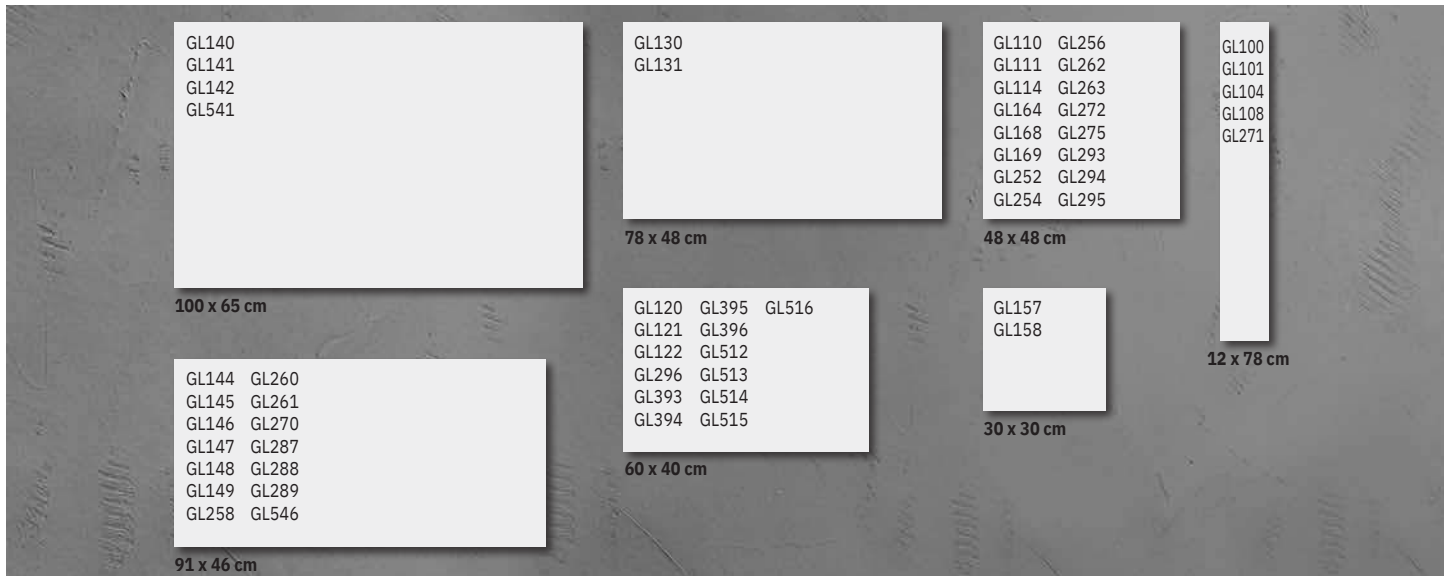 GL140
GL141
GL142
GL541
100 x 65 cm
GL130
GL131
78 x 48 cm
GL110 GL256
GL111 GL262
GL114 GL263
GL164 GL272
GL168 GL275
GL169 GL293
GL252 GL294
GL254 GL295
48 x 48 cm
GL100
GL101
GL104
GL108
GL271
12 x 78 cm
GL144 GL260
GL145 GL261
GL146 GL270
GL147 GL287
GL148 GL288
GL149 GL289
GL258 GL546
91 x 46 cm
GL120 GL395 GL516
GL121 GL396
GL122 GL512
GL296 GL513
GL393 GL514
GL394 GL515
60 x 40 cm
GL157
GL158
30 x 30 cm